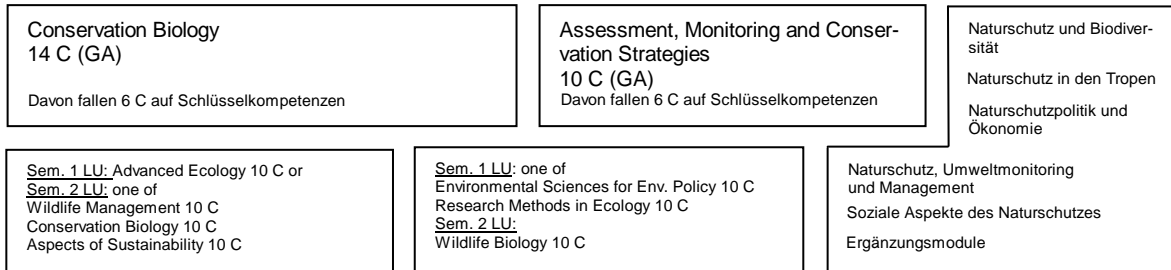 Conservation Biology
14 C (GA)
Davon fallen 6 C auf Schlüsselkompetenzen
Assessment, Monitoring and Conser-
vation Strategies
10 C (GA)
Davon fallen 6 C auf Schlüsselkompetenzen
Naturschutz und Biodiver-
sität
Naturschutz in den Tropen
Naturschutzpolitik und
Ökonomie
Sem. 1 LU: Advanced Ecology 10 C or
Sem. 2 LU: one of
Wildlife Management 10 C
Conservation Biology 10 C
Aspects of Sustainability 10 C
Sem. 1 LU: one of
Environmental Sciences for Env. Policy 10 C
Research Methods in Ecology 10 C
Sem. 2 LU:
Wildlife Biology 10 C
Naturschutz, Umweltmonitoring
und Management
Soziale Aspekte des Naturschutzes
Ergänzungsmodule